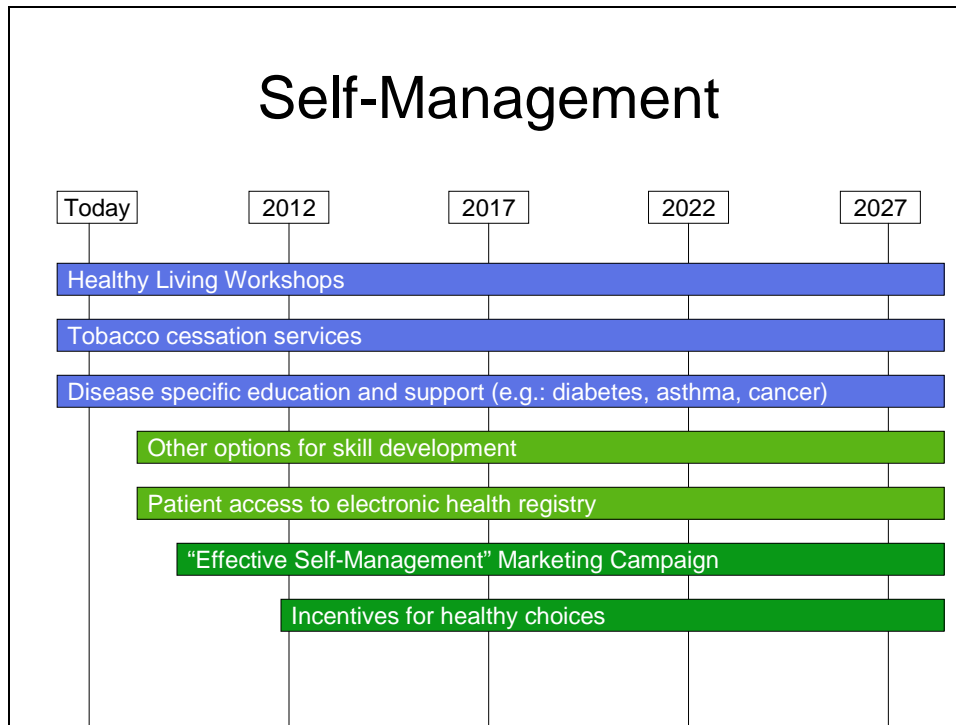 Self-Management
Today 2012 2017 2022 2027
Healthy Living Workshops
Tobacco cessation services
Disease specific education and support (e.g.: diabetes, asthma, cancer)
Other options for skill development
Patient access to electronic health registry
“Effective Self-Management” Marketing Campaign
Incentives for healthy choices